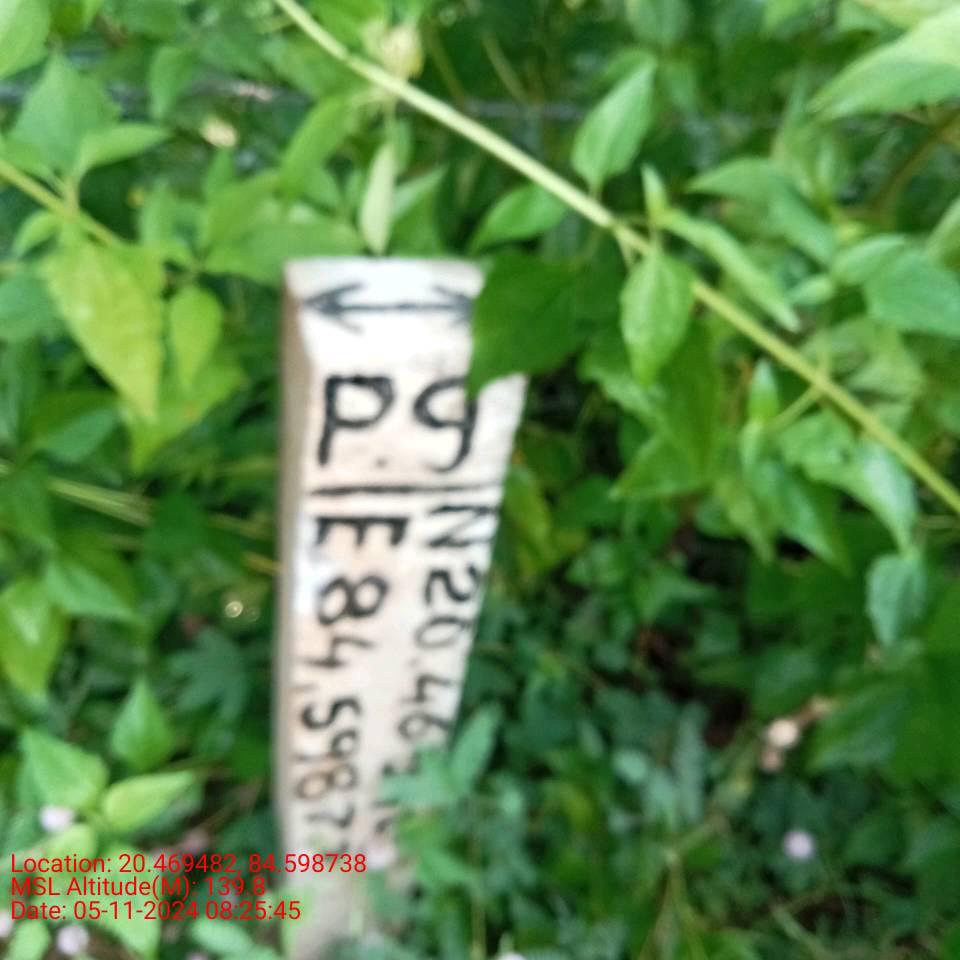 P9
N20.46
E84.5987
Location: 20.469482, 84.598738
MSL Altitude(M): 139.8
Date: 05-11-2024 08:25:45